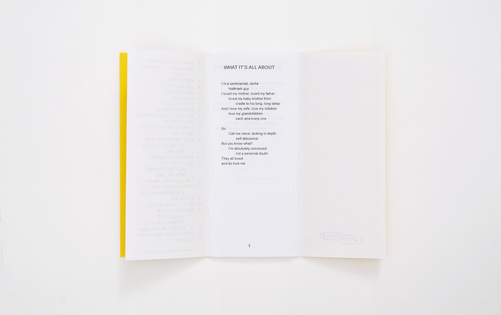 WHAT IT'S ALL ABOUT
I'm a sentimental, cliche
Hallmark guy
I loved my mother, loved my father
loved my baby brother from
cradle to his long, long sleep
And I love my wife, love my children
love my grandchildren
each and every one
So
Call me naive, lacking in depth
self delusional
But you know what?
I'm absolutely convinced
not a personal doubt
They all loved
and do love me
1